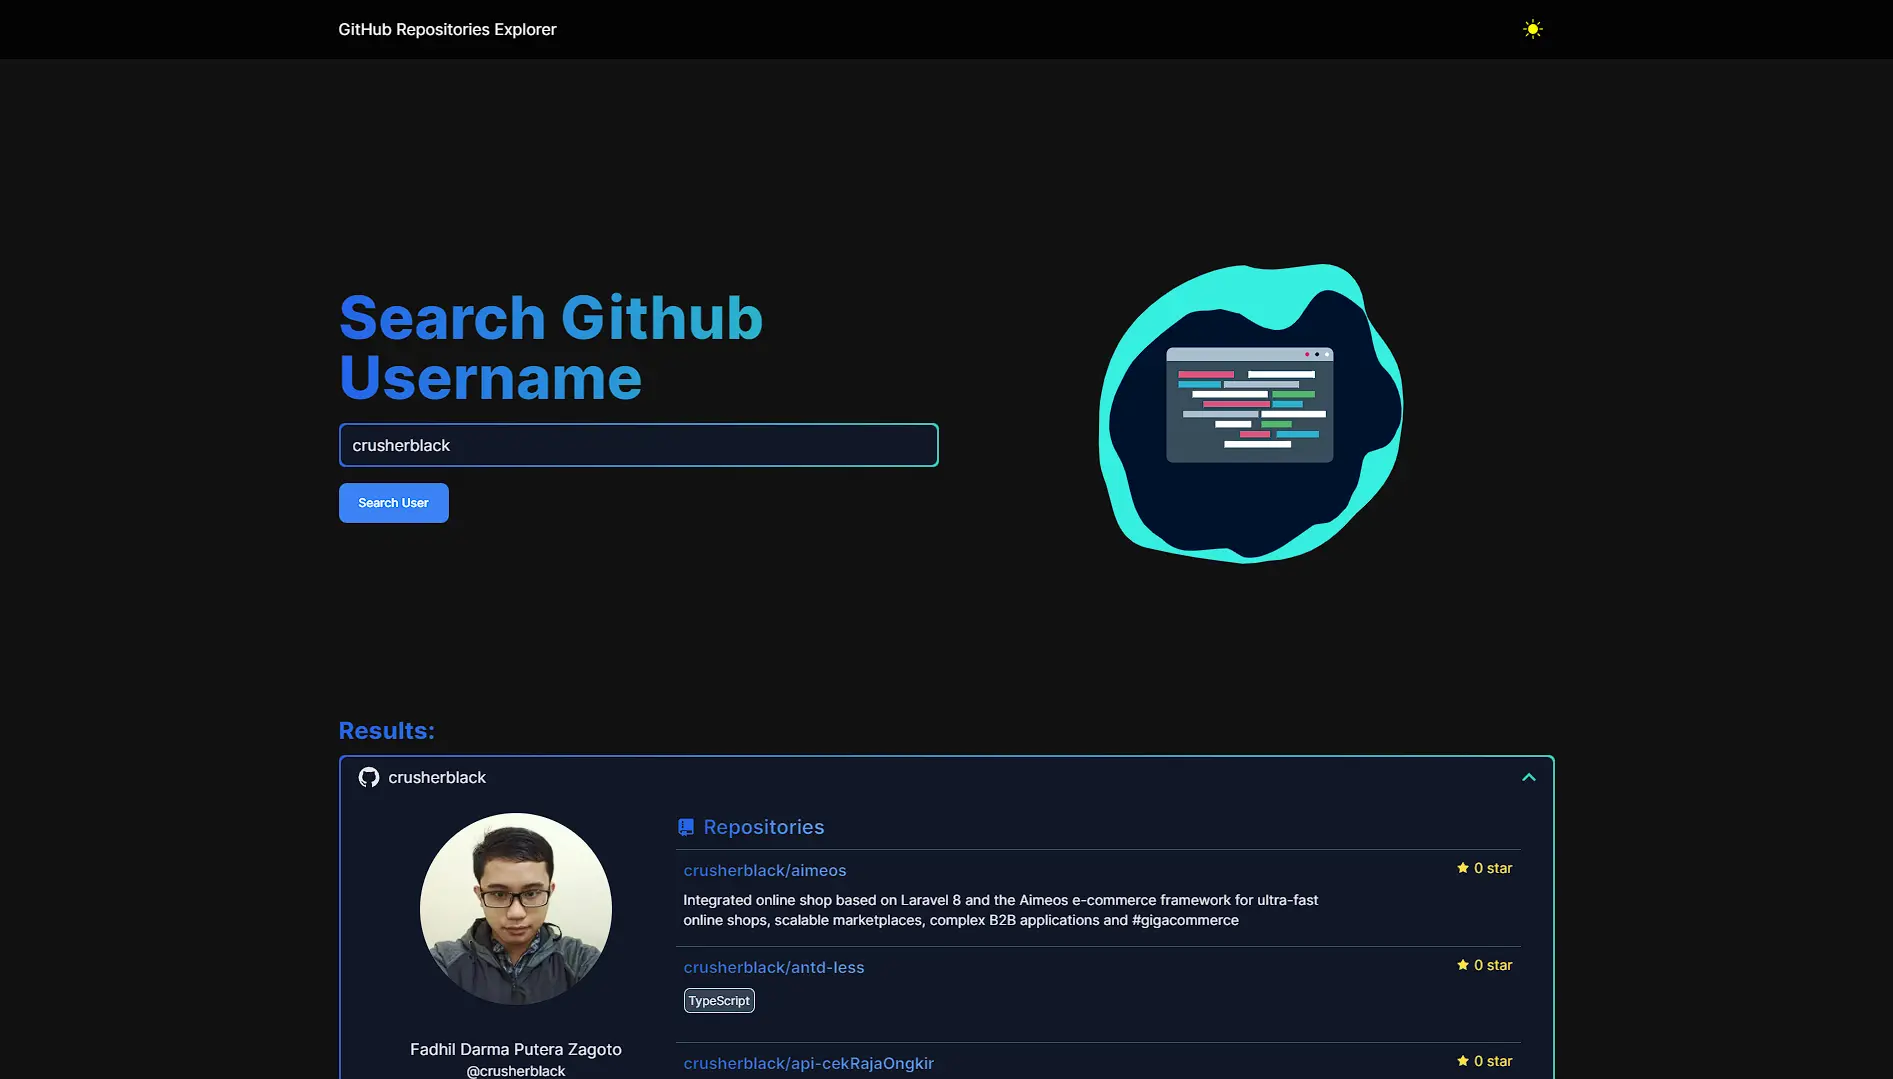 GitHub Repositories Explorer
Search Github
Username
crusherblack
Search User
Results:
crusherblack
Repositories
crusherblack/aimeos
0 star
Integrated online shop based on Laravel 8 and the Aimeos e-commerce framework for ultra-fast
online shops, scalable marketplaces, complex B2B applications and #gigacommerce
crusherblack/antd-less
0 star
TypeScript
crusherblack/api-cekRajaOngkir
0 star
Fadhil Darma Putera Zagoto
@crusherblack